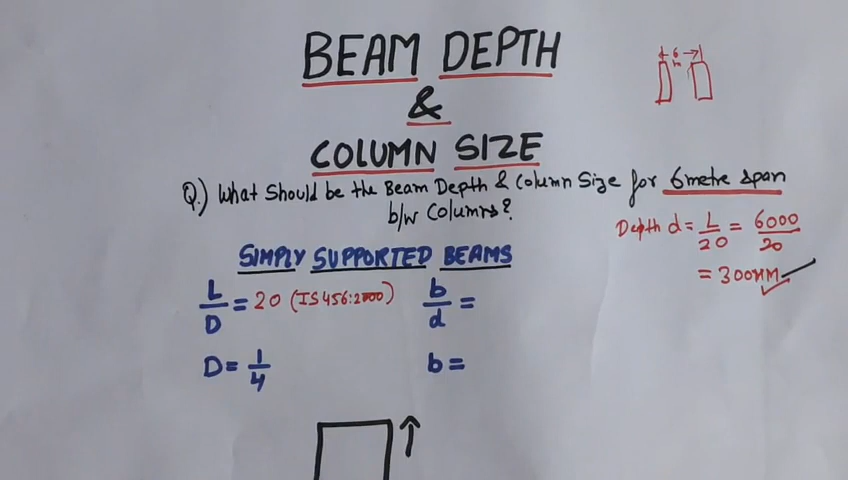 BEAM DEPTH
&
COLUMN SIZE
6
m
Q.) What Should be the Beam Depth & Column Size for 6metre span
b/w Columns?
Depth d = L/20 = 6000/20
= 300MM
SIMPLY SUPPORTED BEAMS
L/D = 20 (IS456:2000)
b/d =
D = 1/4
b =